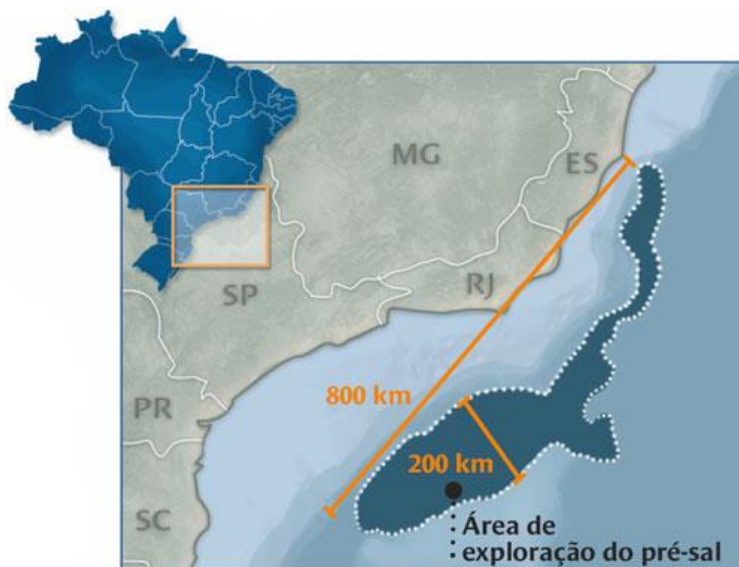 MG
ES
SP
RJ
800 km
PR
200 km
SC
Área de
exploração do pré-sal